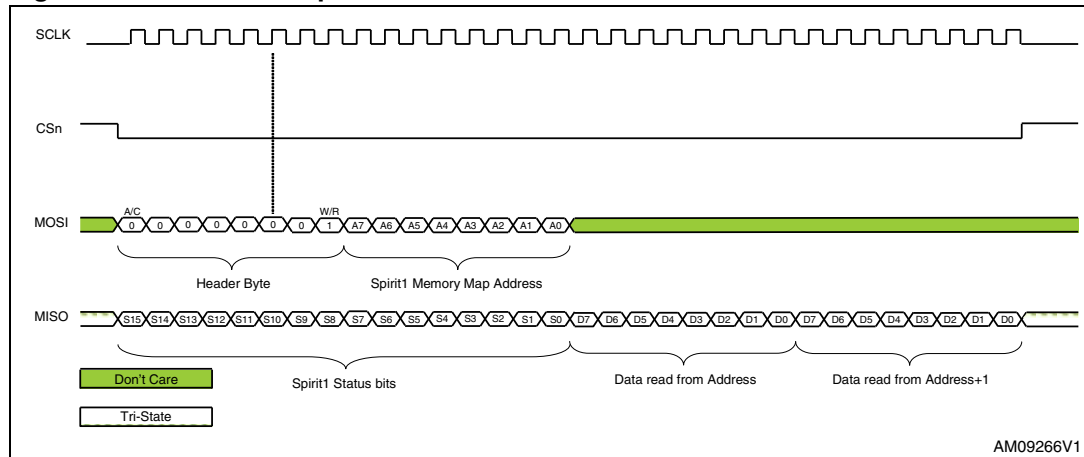 SCLK
CSn
A/C W/R
MOSI 0 0 0 0 0 0 0 1 A7 A6 A5 A4 A3 A2 A1 A0
Header Byte Spirit1 Memory Map Address
MISO S15 S14 S13 S12 S11 S10 S9 S8 S7 S6 S5 S4 S3 S2 S1 S0 D7 D6 D5 D4 D3 D2 D1 D0 D7 D6 D5 D4 D3 D2 D1 D0
Don't Care Spirit1 Status bits Data read from Address Data read from Address+1
Tri-State
AM09266V1